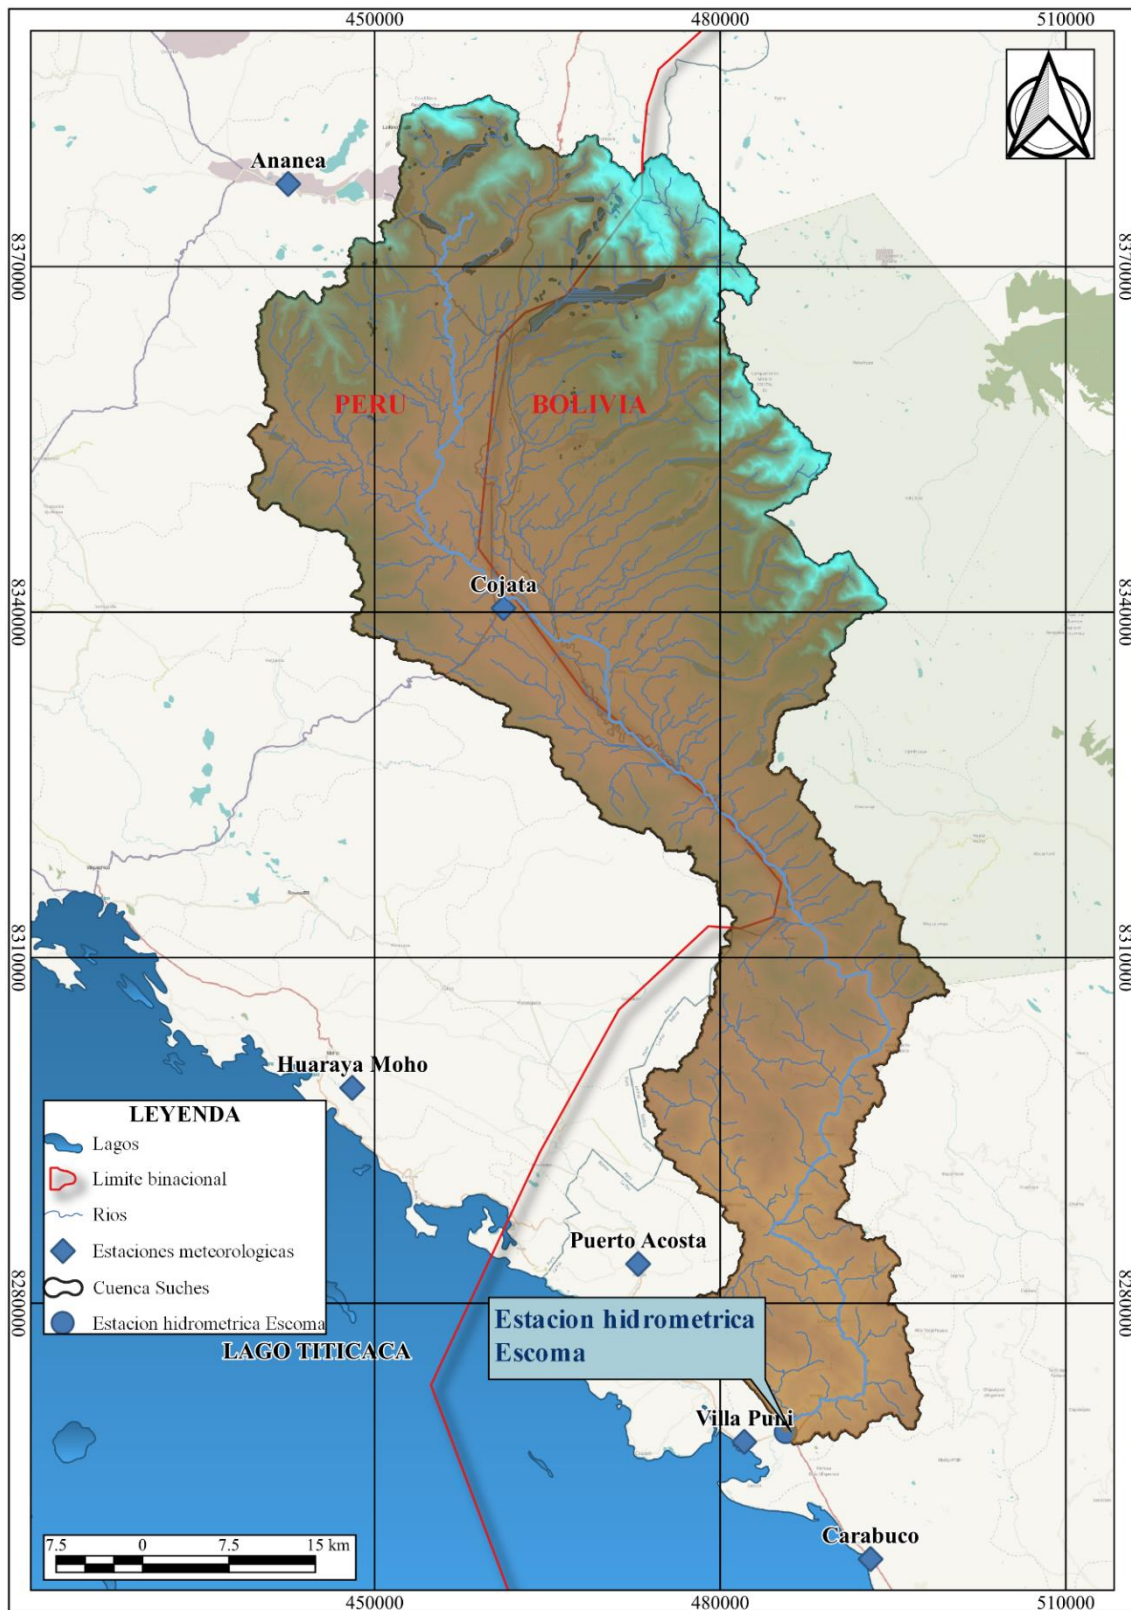 450000 480000 510000
Ananea
8370000 8370000
PERU BOLIVIA
Cojata
8340000 8340000
8310000 8310000
Huaraya Moho
LEYENDA
Lagos
Limite binacional
Rios
Estaciones meteorologicas
Cuenca Suches
Estacion hidrometrica Escoma
Puerto Acosta
8280000 8280000
Estacion hidrometrica
Escoma
LAGO TITICACA
Villa Puni
Carabuco
7.5 0 7.5 15 km
450000 480000 510000